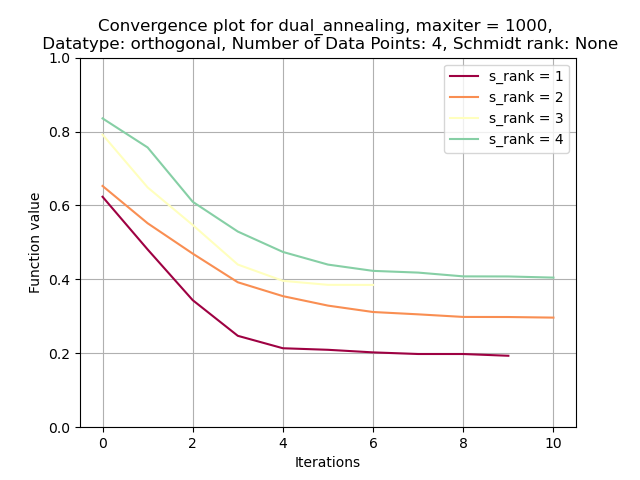 Convergence plot for dual_annealing, maxiter = 1000,
Datatype: orthogonal, Number of Data Points: 4, Schmidt rank: None
1.0
s_rank = 1
s_rank = 2
s_rank = 3
s_rank = 4
0.8
0.6
Function value
0.4
0.2
0.0
0 2 4 6 8 10
Iterations